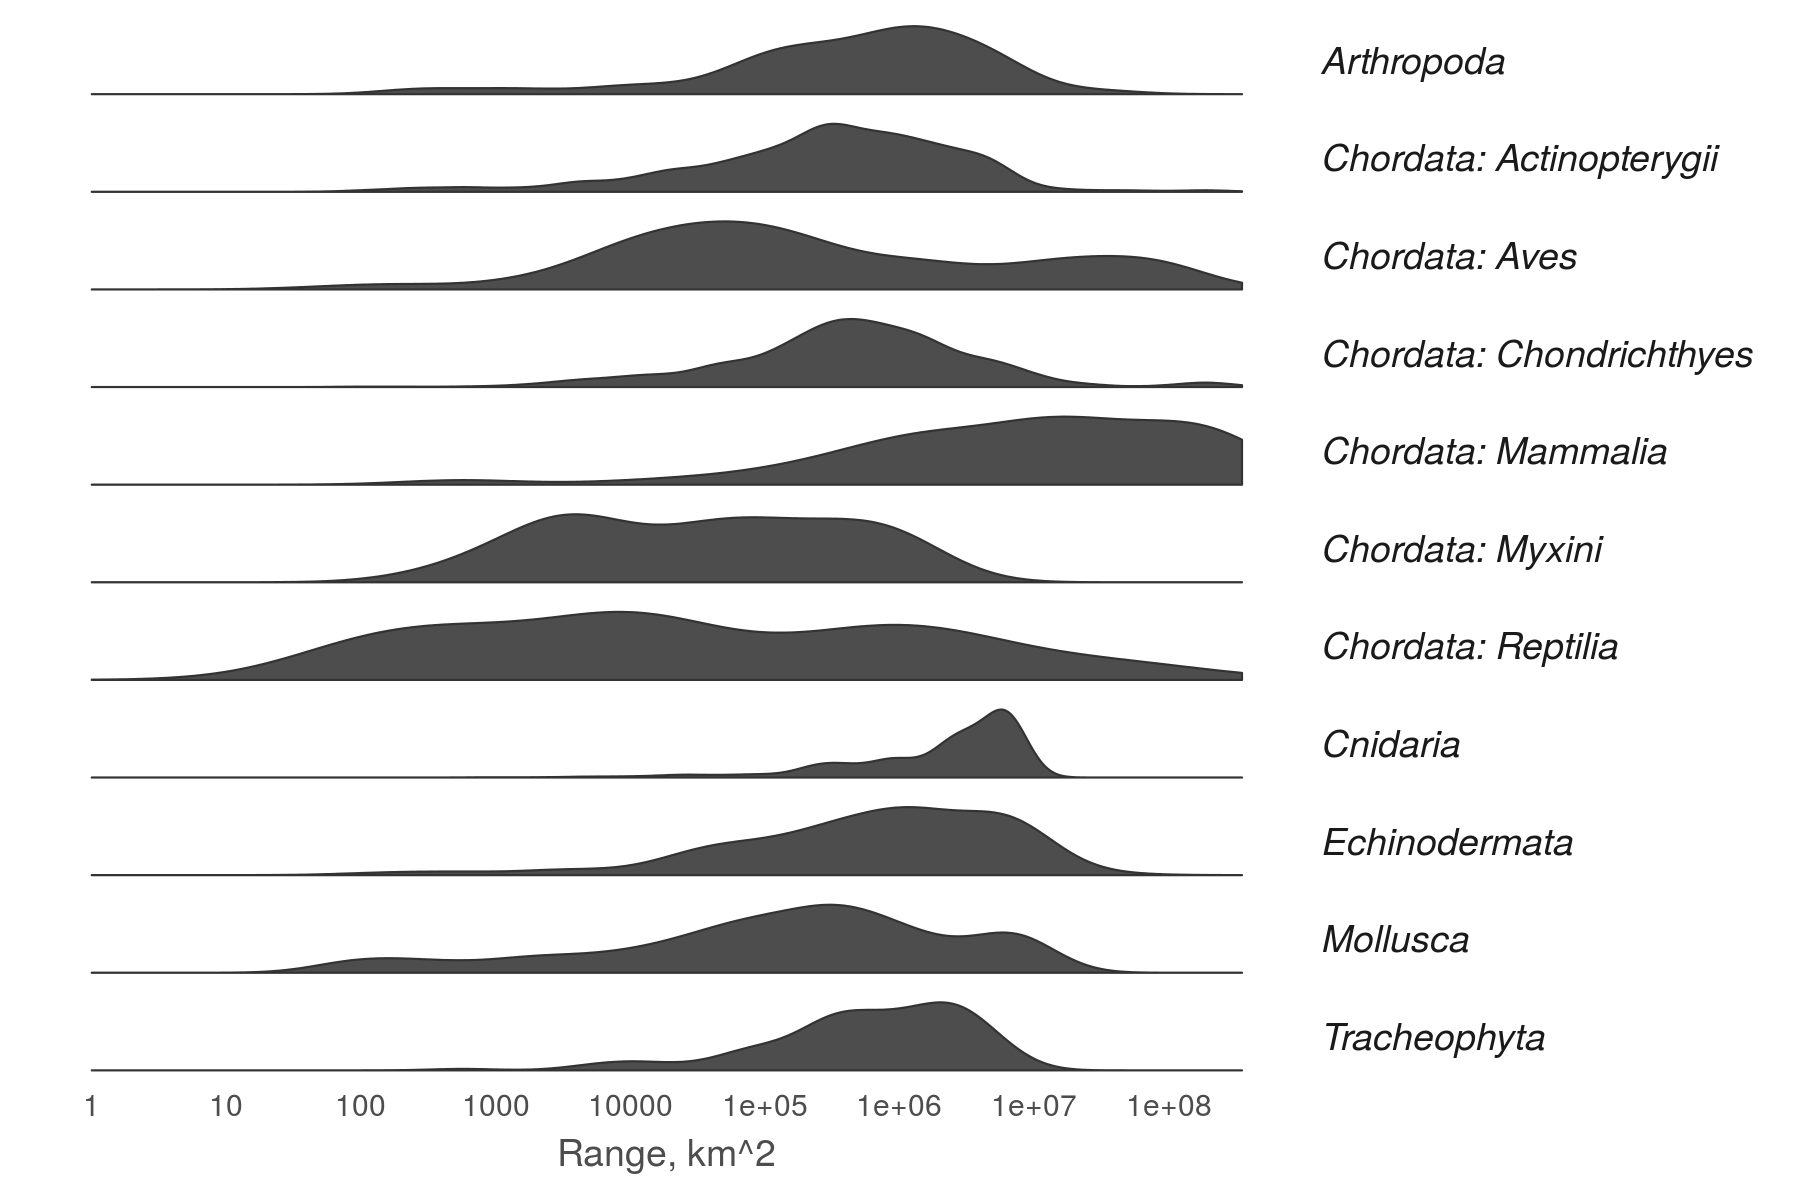 Arthropoda
Chordata: Actinopterygii
Chordata: Aves
Chordata: Chondrichthyes
Chordata: Mammalia
Chordata: Myxini
Chordata: Reptilia
Cnidaria
Echinodermata
Mollusca
Tracheophyta
1 10 100 1000 10000 1e+05 1e+06 1e+07 1e+08
Range, km^2